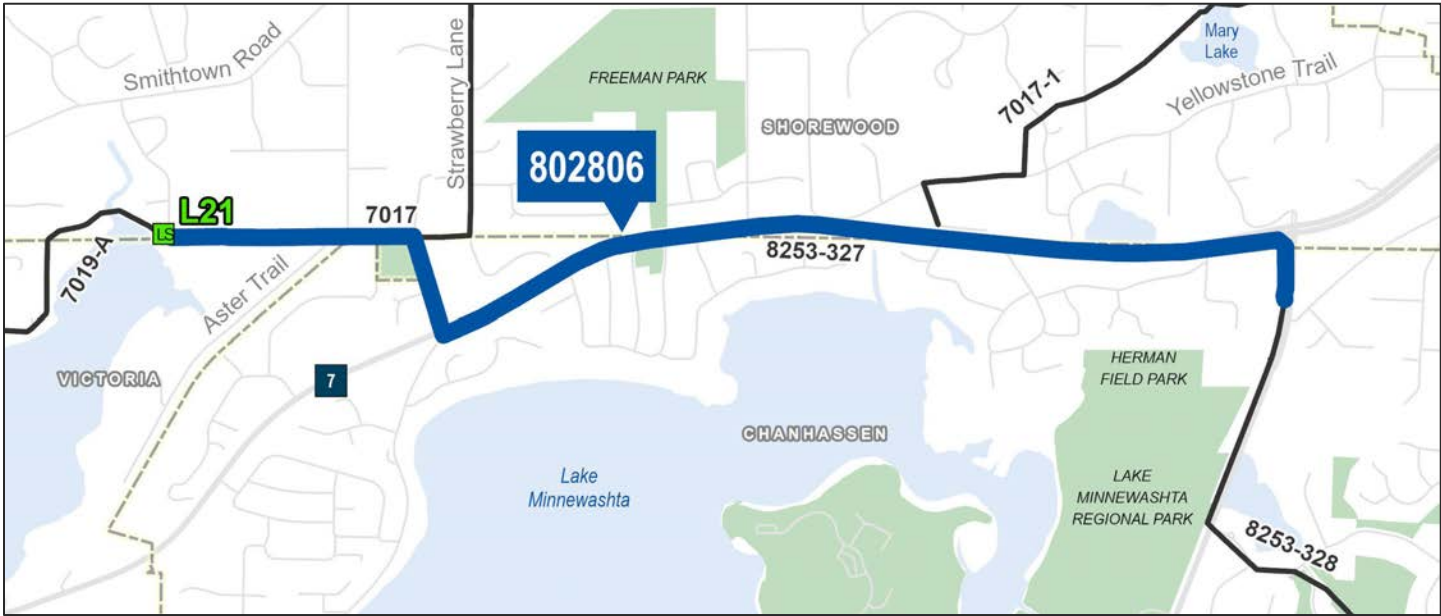 Smithtown Road
Strawberry Lane
FREEMAN PARK
Mary
Lake
7017-1
Yellowstone Trail
SHOREWOOD
802806
L21
LS
7017
7019-A
Aster Trail
8253-327
VICTORIA
7
HERMAN
FIELD PARK
CHANHASSEN
Lake
Minnewashta
LAKE
MINNEWASHTA
REGIONAL PARK
8253-328